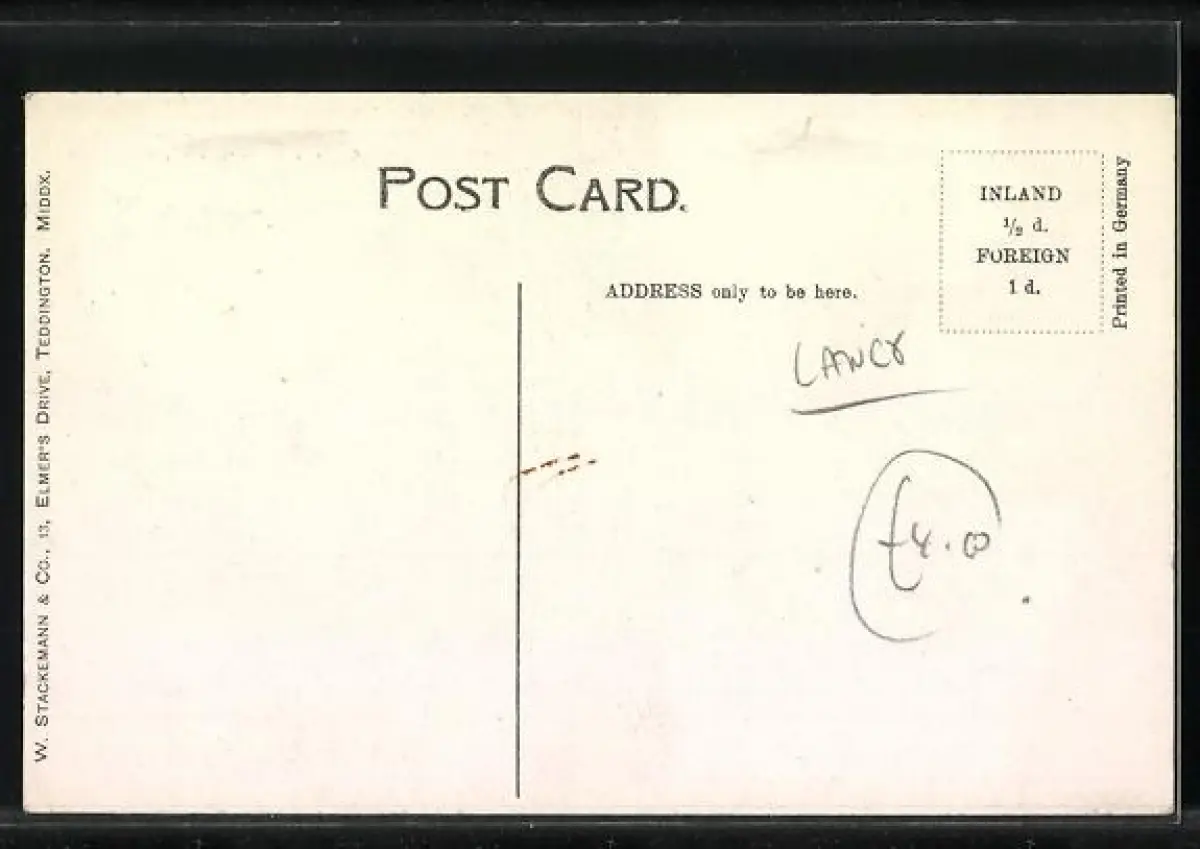 POST CARD.
INLAND
½ d.
FOREIGN
1 d.
Printed in Germany
ADDRESS only to be here.
LANCS
£4.00
W. STACKEMANN & CO., 13, ELMER'S DRIVE, TEDDINGTON. MIDDX.